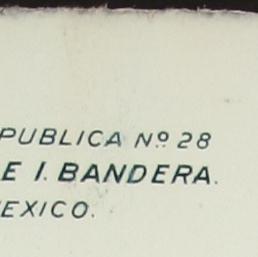 PUBLICA Nº 28
E I. BANDERA.
EXICO.